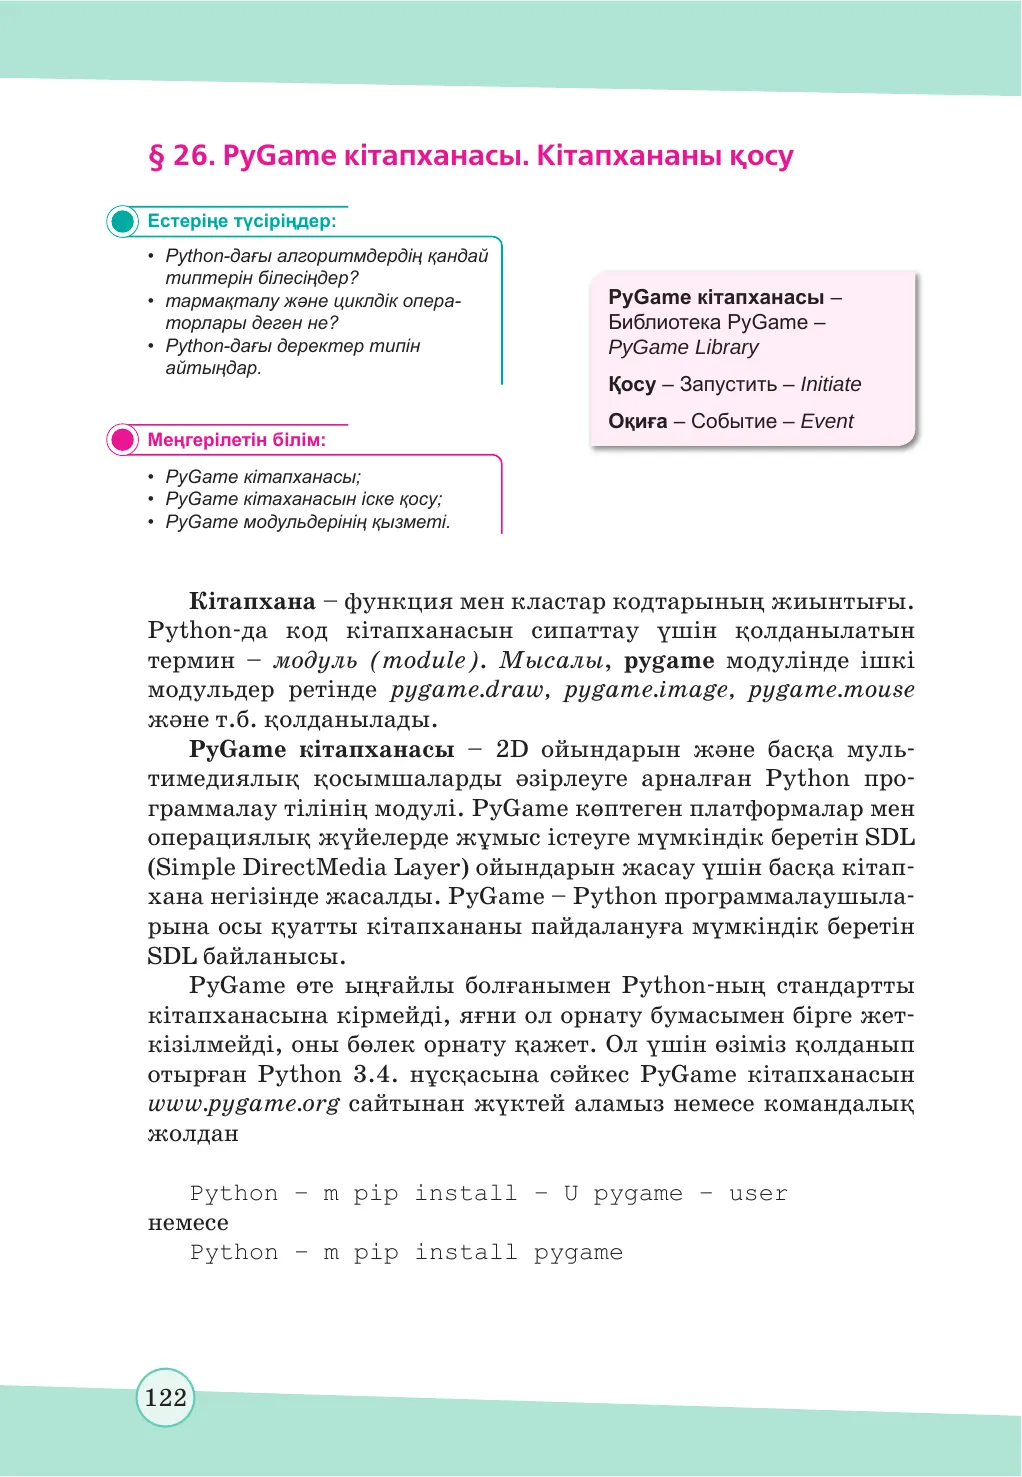 § 26. PyGame кітапханасы. Кітапхананы қосу
Естеріңе түсіріңдер:
• Python-дағы алгоритмдердің қандай
типтерін білесіңдер?
• тармақталу және циклдік опера-
торлары деген не?
• Python-дағы деректер типін
айтыңдар.
PyGame кітапханасы –
Библиотека PyGame –
PyGame Library
Қосу – Запустить – Initiate
Оқиға – Событие – Event
Меңгерілетін білім:
• PyGame кітапханасы;
• PyGame кітаханасын іске қосу;
• PyGame модульдерінің қызметі.
Кітапхана – функция мен кластар кодтарының жиынтығы.
Python-да код кітапханасын сипаттау үшін қолданылатын
термин – модуль (module). Мысалы, pygame модулінде ішкі
модульдер ретінде pygame.draw, pygame.image, pygame.mouse
және т.б. қолданылады.
PyGame кітапханасы – 2D ойындарын және басқа муль-
тимедиялық қосымшаларды әзірлеуге арналған Python про-
граммалау тілінің модулі. PyGame көптеген платформалар мен
операциялық жүйелерде жұмыс істеуге мүмкіндік беретін SDL
(Simple DirectMedia Layer) ойындарын жасау үшін басқа кітап-
хана негізінде жасалды. PyGame – Python программалаушыла-
рына осы қуатты кітапхананы пайдалануға мүмкіндік беретін
SDL байланысы.
PyGame өте ыңғайлы болғанымен Python-ның стандартты
кітапханасына кірмейді, яғни ол орнату бумасымен бірге жет-
кізілмейді, оны бөлек орнату қажет. Ол үшін өзіміз қолданып
отырған Python 3.4. нұсқасына сәйкес PyGame кітапханасын
www.pygame.org сайтынан жүктей аламыз немесе командалық
жолдан
Python – m pip install – U pygame – user
немесе
Python – m pip install pygame
122